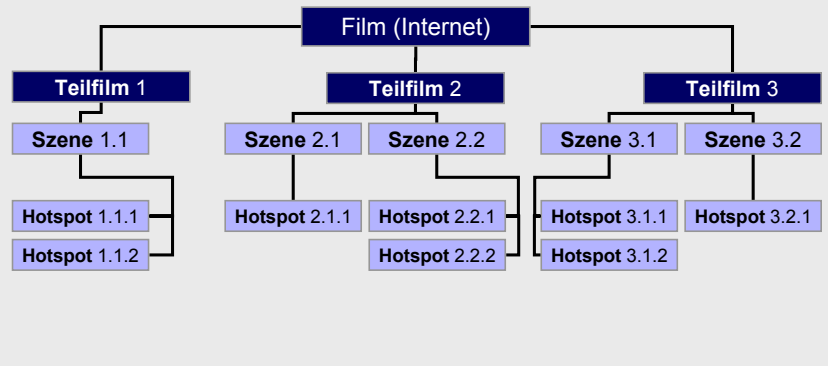 Film (Internet)
Teilfilm 1
Teilfilm 2
Teilfilm 3
Szene 1.1
Szene 2.1
Szene 2.2
Szene 3.1
Szene 3.2
Hotspot 1.1.1
Hotspot 2.1.1
Hotspot 2.2.1
Hotspot 3.1.1
Hotspot 3.2.1
Hotspot 1.1.2
Hotspot 2.2.2
Hotspot 3.1.2